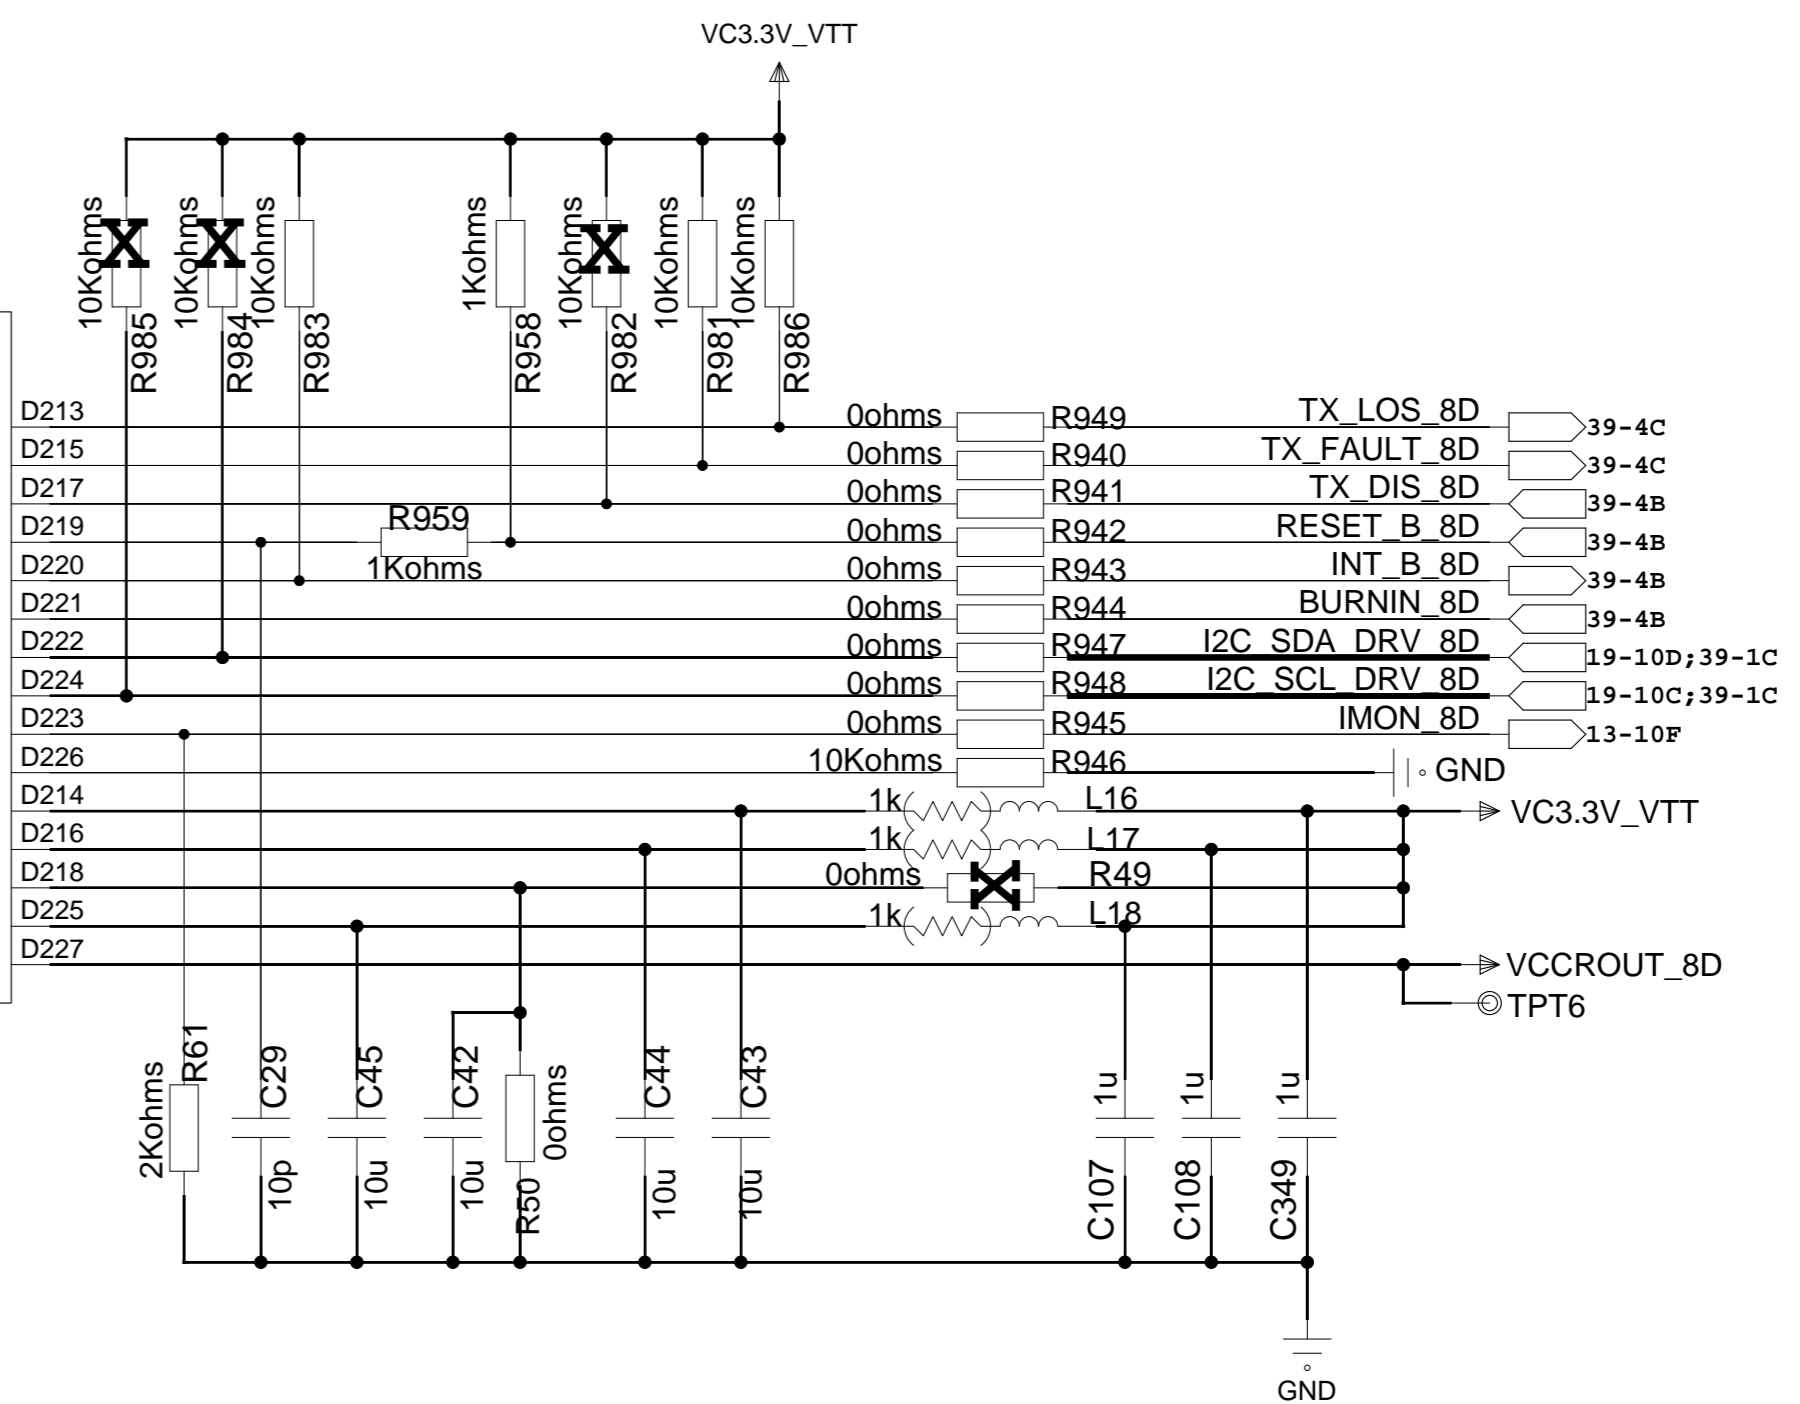 VC3.3V_VTT
10Kohms
R985
10Kohms
R984
10Kohms
R983
1Kohms
R958
10Kohms
R982
10Kohms
R981
10Kohms
R986
D213 0ohms R949 TX_LOS_8D 39-4C
D215 0ohms R940 TX_FAULT_8D 39-4C
D217 0ohms R941 TX_DIS_8D 39-4B
D219 R959 1Kohms 0ohms R942 RESET_B_8D 39-4B
D220 0ohms R943 INT_B_8D 39-4B
D221 0ohms R944 BURNIN_8D 39-4B
D222 0ohms R947 I2C_SDA_DRV_8D 19-10D;39-1C
D224 0ohms R948 I2C_SCL_DRV_8D 19-10C;39-1C
D223 0ohms R945 IMON_8D 13-10F
D226 10Kohms R946 GND
D214 1k L16 VC3.3V_VTT
D216 1k L17
D218 0ohms R49
D225 1k L18
D227 VCCROUT_8D
TPT6
2Kohms
R61
C29
10p
C45
10u
C42
10u
R50
0ohms
C44
10u
C43
10u
1u
C107
1u
C108
1u
C349
GND